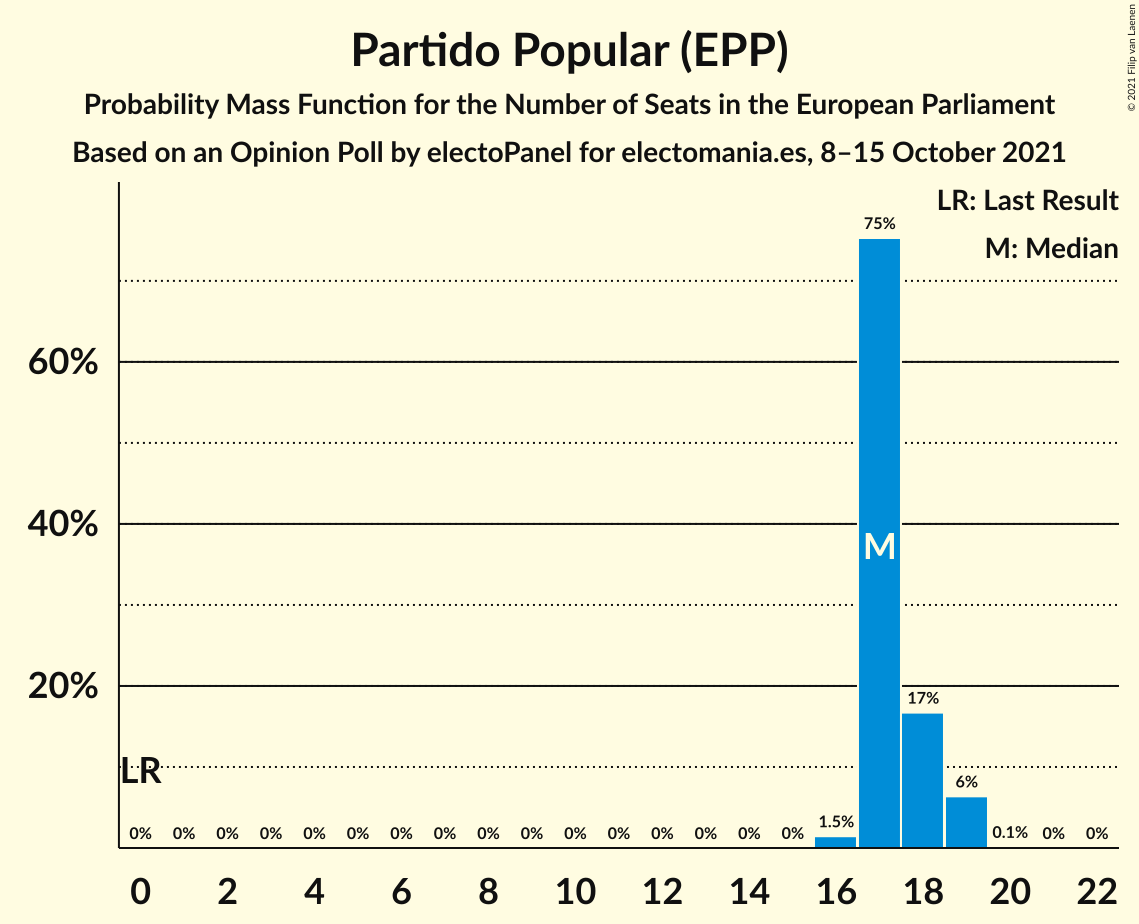 Partido Popular (EPP)
Probability Mass Function for the Number of Seats in the European Parliament
Based on an Opinion Poll by electoPanel for electomania.es, 8–15 October 2021
© 2021 Filip van Laenen
LR: Last Result
M: Median
75%
60%
40%
M
20%
17%
LR
6%
0% 0% 0% 0% 0% 0% 0% 0% 0% 0% 0% 0% 0% 0% 0% 0% 1.5% 0.1% 0% 0%
0 2 4 6 8 10 12 14 16 18 20 22